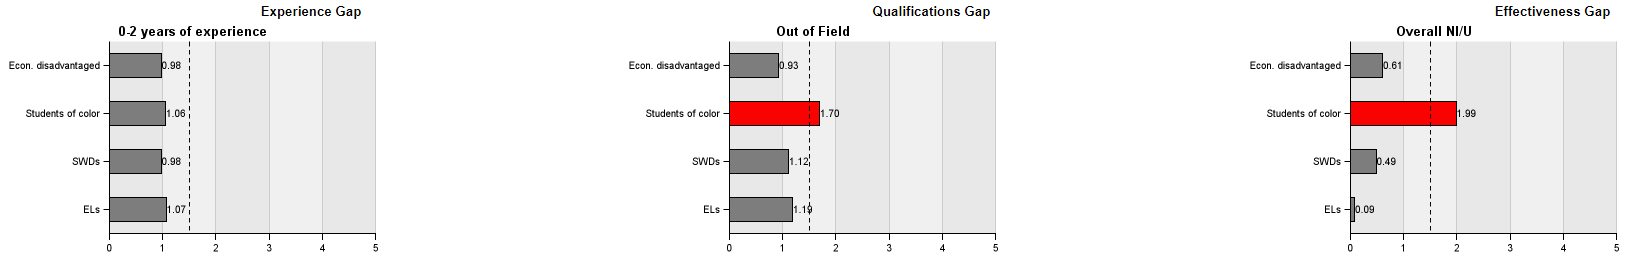 Experience Gap
0-2 years of experience
Econ. disadvantaged
0.98
Students of color
1.06
SWDs
0.98
ELs
1.07
0 1 2 3 4 5
Qualifications Gap
Out of Field
Econ. disadvantaged
0.93
Students of color
1.70
SWDs
1.12
ELs
1.19
0 1 2 3 4 5
Effectiveness Gap
Overall NI/U
Econ. disadvantaged
0.61
Students of color
1.99
SWDs
0.49
ELs
0.09
0 1 2 3 4 5